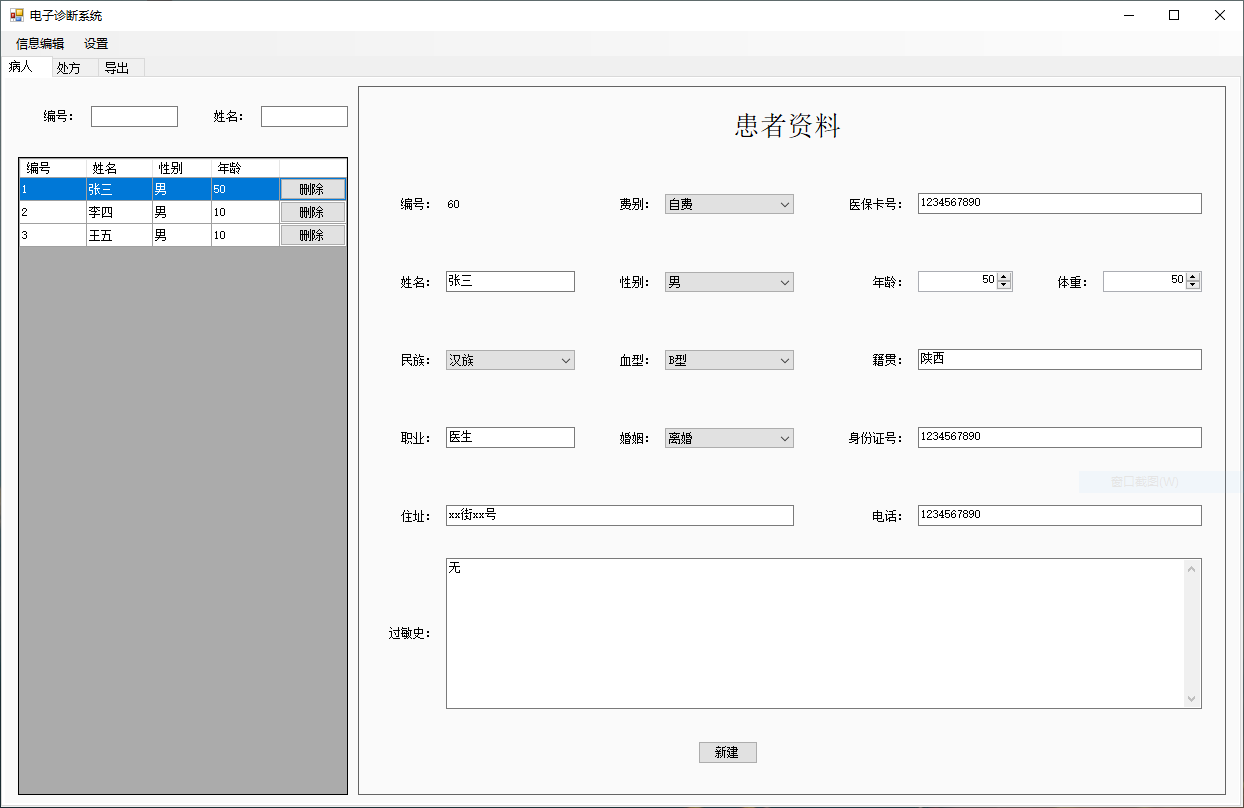 电子诊断系统
信息编辑 设置
病人 处方 导出
编号： 姓名：
编号 姓名 性别 年龄
1 张三 男 50 删除
2 李四 男 10 删除
3 王五 男 10 删除
患者资料
编号： 60 费别： 自费 医保卡号： 1234567890
姓名： 张三 性别： 男 年龄： 50 体重： 50
民族： 汉族 血型： B型 籍贯： 陕西
职业： 医生 婚姻： 离婚 身份证号： 1234567890
窗口截图(W)
住址： xx街xx号 电话： 1234567890
过敏史： 无
新建